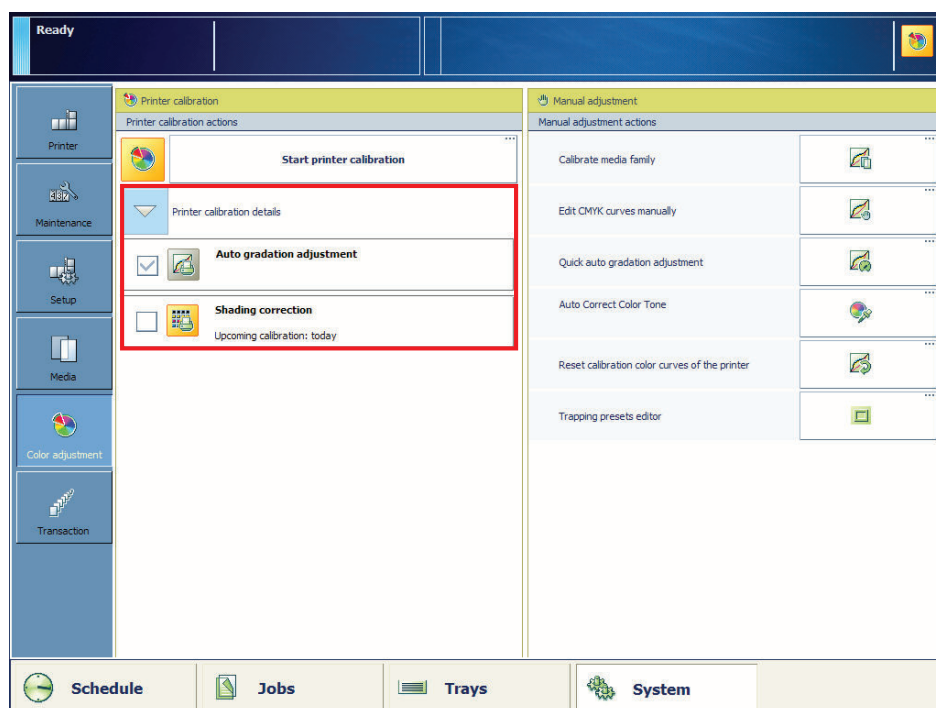 Ready
Printer calibration
Printer calibration actions
Start printer calibration
Printer calibration details
Auto gradation adjustment
Shading correction
Upcoming calibration: today
Manual adjustment
Manual adjustment actions
Calibrate media family
Edit CMYK curves manually
Quick auto gradation adjustment
Auto Correct Color Tone
Reset calibration color curves of the printer
Trapping presets editor
Printer
Maintenance
Setup
Media
Color adjustment
Transaction
Schedule
Jobs
Trays
System